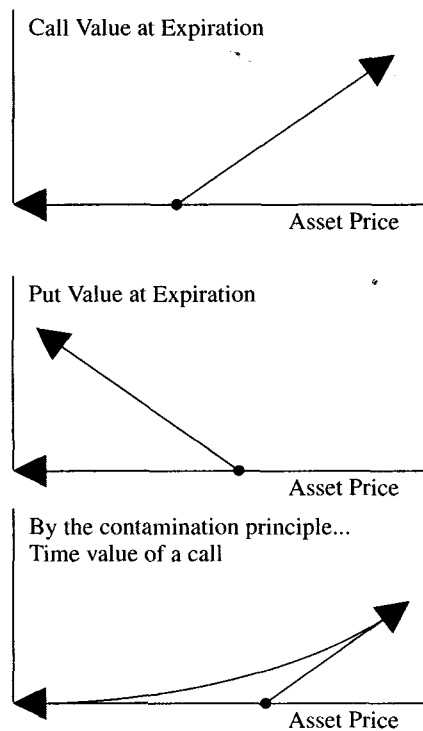 Call Value at Expiration
Asset Price
Put Value at Expiration
Asset Price
By the contamination principle...
Time value of a call
Asset Price